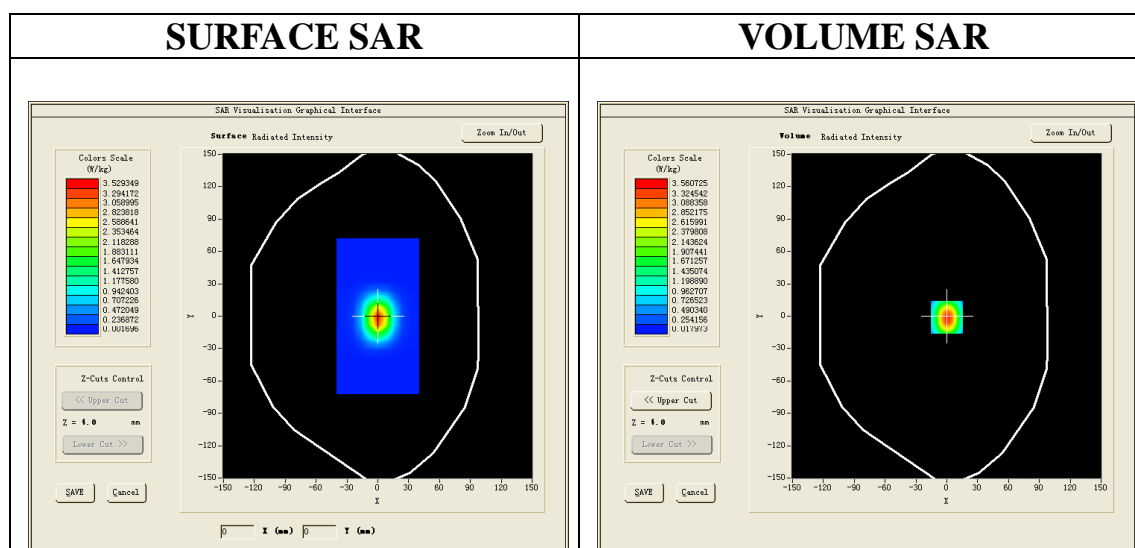 SURFACE SAR
VOLUME SAR
SAR Visualisation Graphical Interface
Surface Radiated Intensity
Zoom In/Out
Colors Scale
(W/kg)
3.529349
3.294172
3.058995
2.823818
2.588641
2.353464
2.118288
1.883111
1.647934
1.412757
1.177580
0.942403
0.707226
0.472049
0.236872
0.001696
150
120
90
60
30
0
-30
-60
-90
-120
-150
Y
-150 -120 -90 -60 -30 0 30 60 90 120 150
X
Z-Cuts Control
<< Upper Cut
Z = 4.0 mm
Lower Cut >>
SAVE Cancel
0 X (mm) 0 Y (mm)
SAR Visualisation Graphical Interface
Volume Radiated Intensity
Zoom In/Out
Colors Scale
(W/kg)
3.560725
3.324542
3.088358
2.852175
2.615991
2.379808
2.143624
1.907441
1.671257
1.435074
1.198890
0.962707
0.726523
0.490340
0.254156
0.017973
150
120
90
60
30
0
-30
-60
-90
-120
-150
Y
-150 -120 -90 -60 -30 0 30 60 90 120 150
X
Z-Cuts Control
<< Upper Cut
Z = 4.0 mm
Lower Cut >>
SAVE Cancel